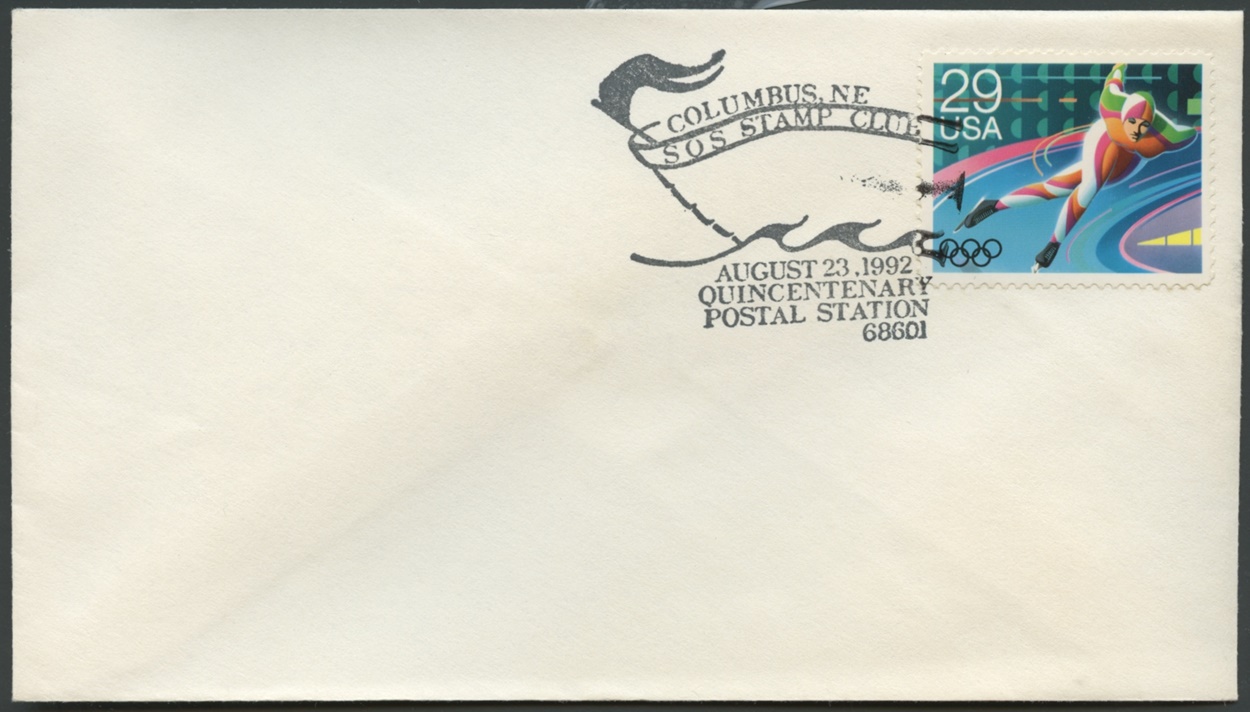 COLUMBUS, NE
SOS STAMP CLUB
AUGUST 23, 1992
QUINCENTENARY
POSTAL STATION
68601
29
USA